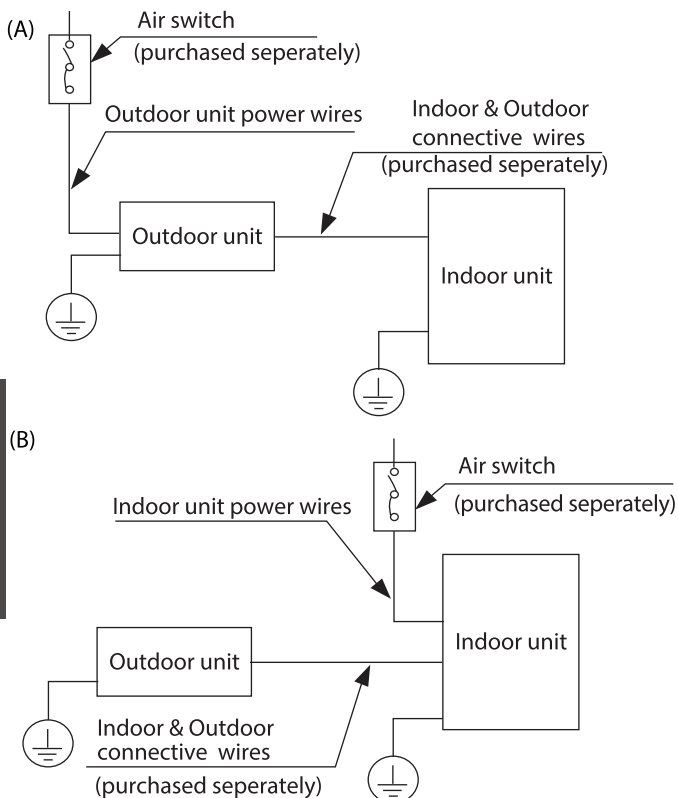 (A)
Air switch
(purchased seperately)
Outdoor unit power wires
Indoor & Outdoor
connective wires
(purchased seperately)
Outdoor unit
Indoor unit
(B)
Air switch
(purchased seperately)
Indoor unit power wires
Indoor unit
Outdoor unit
Indoor & Outdoor
connective wires
(purchased seperately)